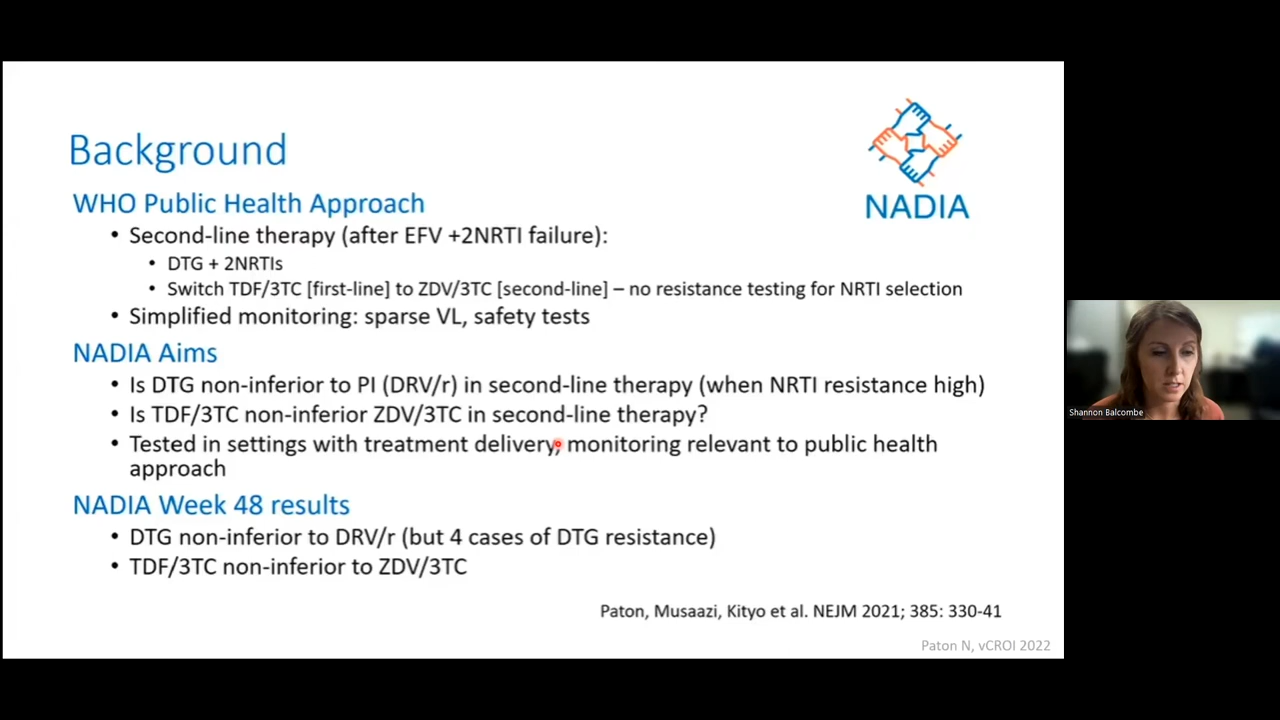 Background
NADIA
WHO Public Health Approach
• Second-line therapy (after EFV +2NRTI failure):
• DTG + 2NRTIs
• Switch TDF/3TC [first-line] to ZDV/3TC [second-line] – no resistance testing for NRTI selection
• Simplified monitoring: sparse VL, safety tests
NADIA Aims
• Is DTG non-inferior to PI (DRV/r) in second-line therapy (when NRTI resistance high)
• Is TDF/3TC non-inferior ZDV/3TC in second-line therapy?
• Tested in settings with treatment delivery, monitoring relevant to public health
approach
NADIA Week 48 results
• DTG non-inferior to DRV/r (but 4 cases of DTG resistance)
• TDF/3TC non-inferior to ZDV/3TC
Paton, Musaazi, Kityo et al. NEJM 2021; 385: 330-41
Paton N, vCROI 2022
Shannon Balcombe